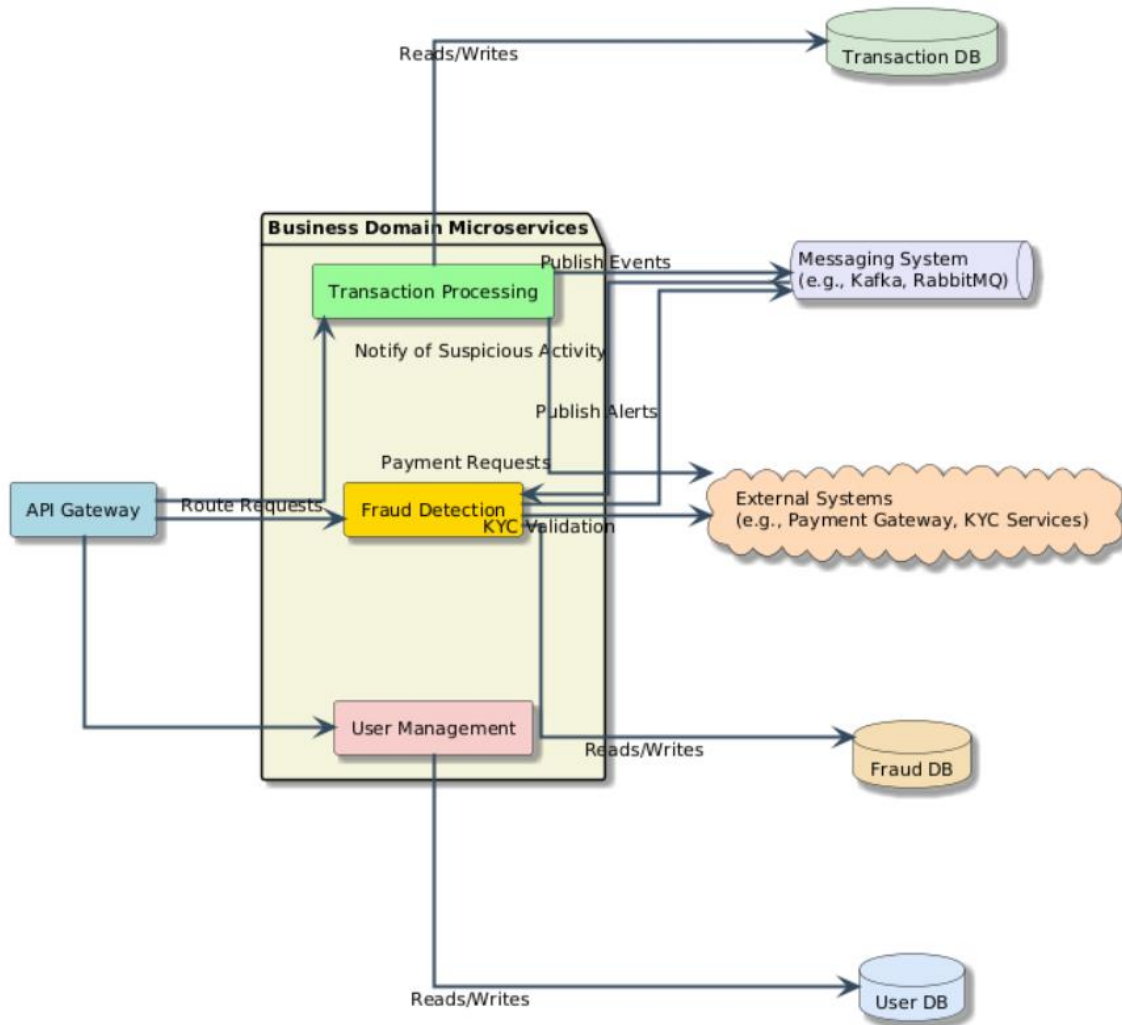 Reads/Writes
Transaction DB
Business Domain Microservices
Publish Events
Messaging System
(e.g., Kafka, RabbitMQ)
Transaction Processing
Notify of Suspicious Activity
Publish Alerts
Payment Requests
API Gateway
Route Requests
Fraud Detection
KYC Validation
External Systems
(e.g., Payment Gateway, KYC Services)
User Management
Reads/Writes
Fraud DB
Reads/Writes
User DB